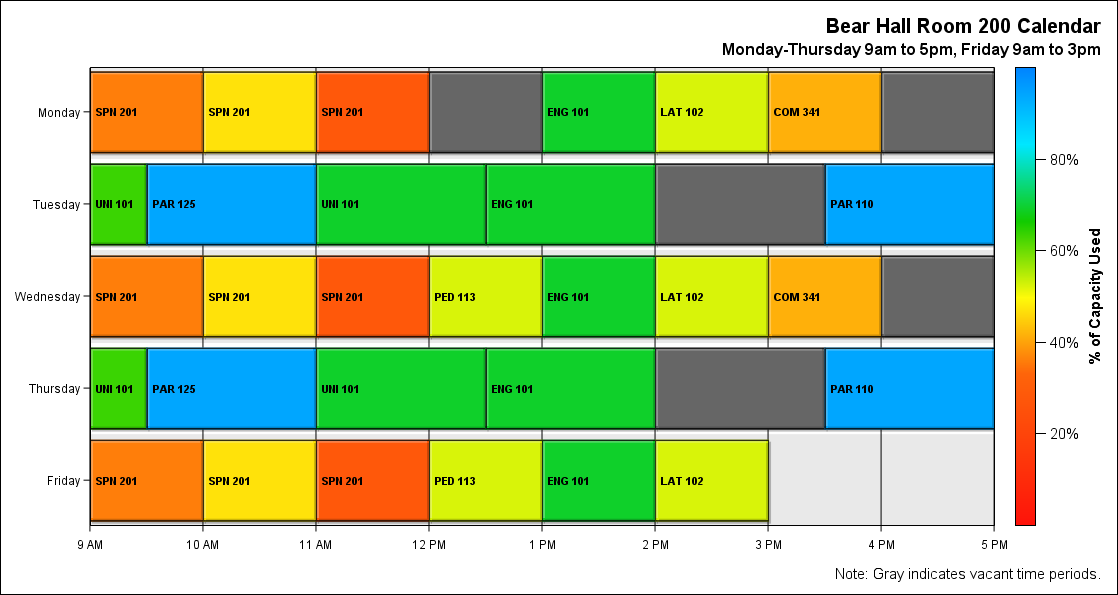 Bear Hall Room 200 Calendar
Monday-Thursday 9am to 5pm, Friday 9am to 3pm
Monday SPN 201 SPN 201 SPN 201 ENG 101 LAT 102 COM 341
80%
Tuesday UNI 101 PAR 125 UNI 101 ENG 101 PAR 110
60%
% of Capacity Used
Wednesday SPN 201 SPN 201 SPN 201 PED 113 ENG 101 LAT 102 COM 341
40%
Thursday UNI 101 PAR 125 UNI 101 ENG 101 PAR 110
20%
Friday SPN 201 SPN 201 SPN 201 PED 113 ENG 101 LAT 102
9 AM 10 AM 11 AM 12 PM 1 PM 2 PM 3 PM 4 PM 5 PM
Note: Gray indicates vacant time periods.